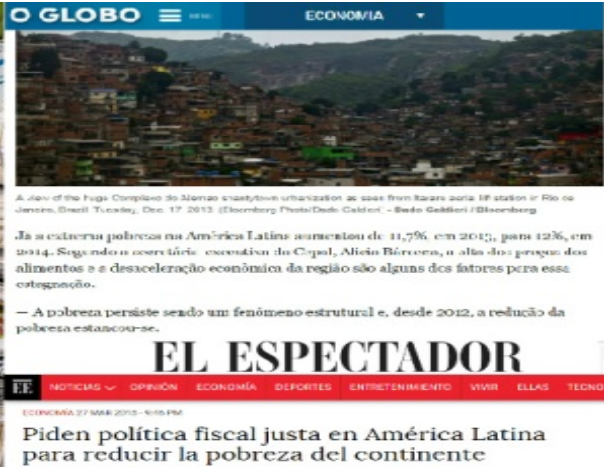 O GLOBO
MENU
ECONOMIA
A view of the huge Complexo do Alemao shantytown urbanization as seen from Itarare aerial lift station in Rio de
Janeiro, Brazil Tuesday, Dec. 17 2013. (Bloomberg Photo/Dado Galdieri - Dado Galdieri / Bloomberg
Já a extrema pobreza na América Latina aumentou de 11,7%, em 2013, para 12%, em
2014. Segundo a secretária executiva da Cepal, Alicia Bárcena, a alta dos preços dos
alimentos e a desaceleração econômica da região são alguns dos fatores para essa
estagnação.
— A pobreza persiste sendo um fenômeno estrutural e, desde 2012, a redução da
pobreza estancou-se.
EL ESPECTADOR
EE
NOTICIAS OPINIÓN ECONOMÍA DEPORTES ENTRETENIMIENTO VIVIR ELLAS TECNO
ECONOMÍA 27 MAR 2015 - 9:46 PM
Piden política fiscal justa en América Latina
para reducir la pobreza del continente